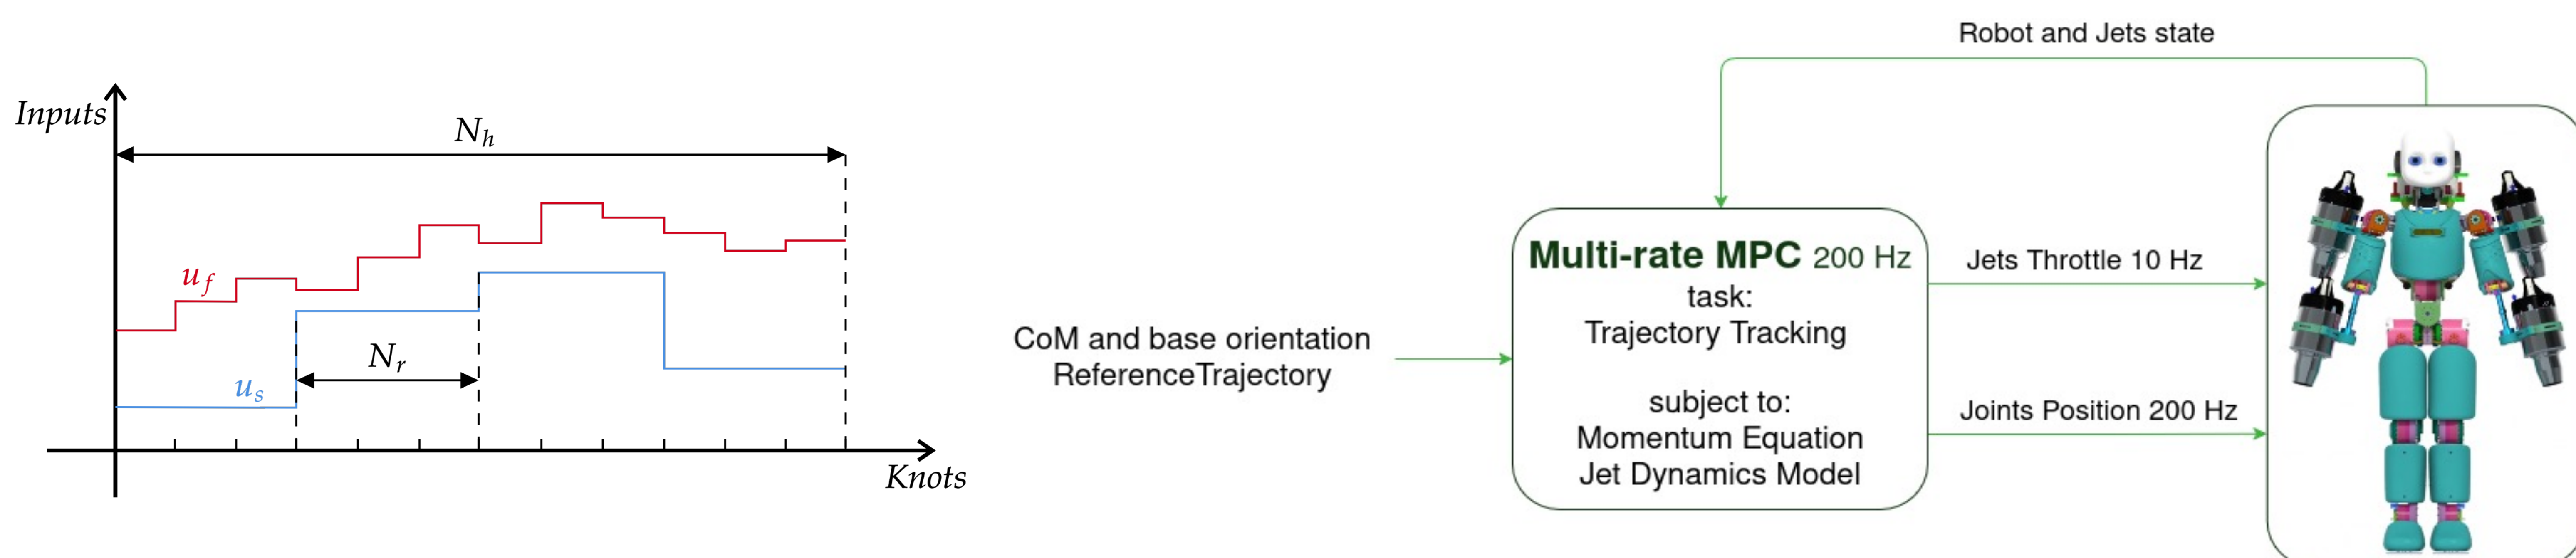 Inputs
N_h
u_f
N_r
u_s
Knots
Robot and Jets state
CoM and base orientation
ReferenceTrajectory
Multi-rate MPC 200 Hz
task:
Trajectory Tracking
subject to:
Momentum Equation
Jet Dynamics Model
Jets Throttle 10 Hz
Joints Position 200 Hz